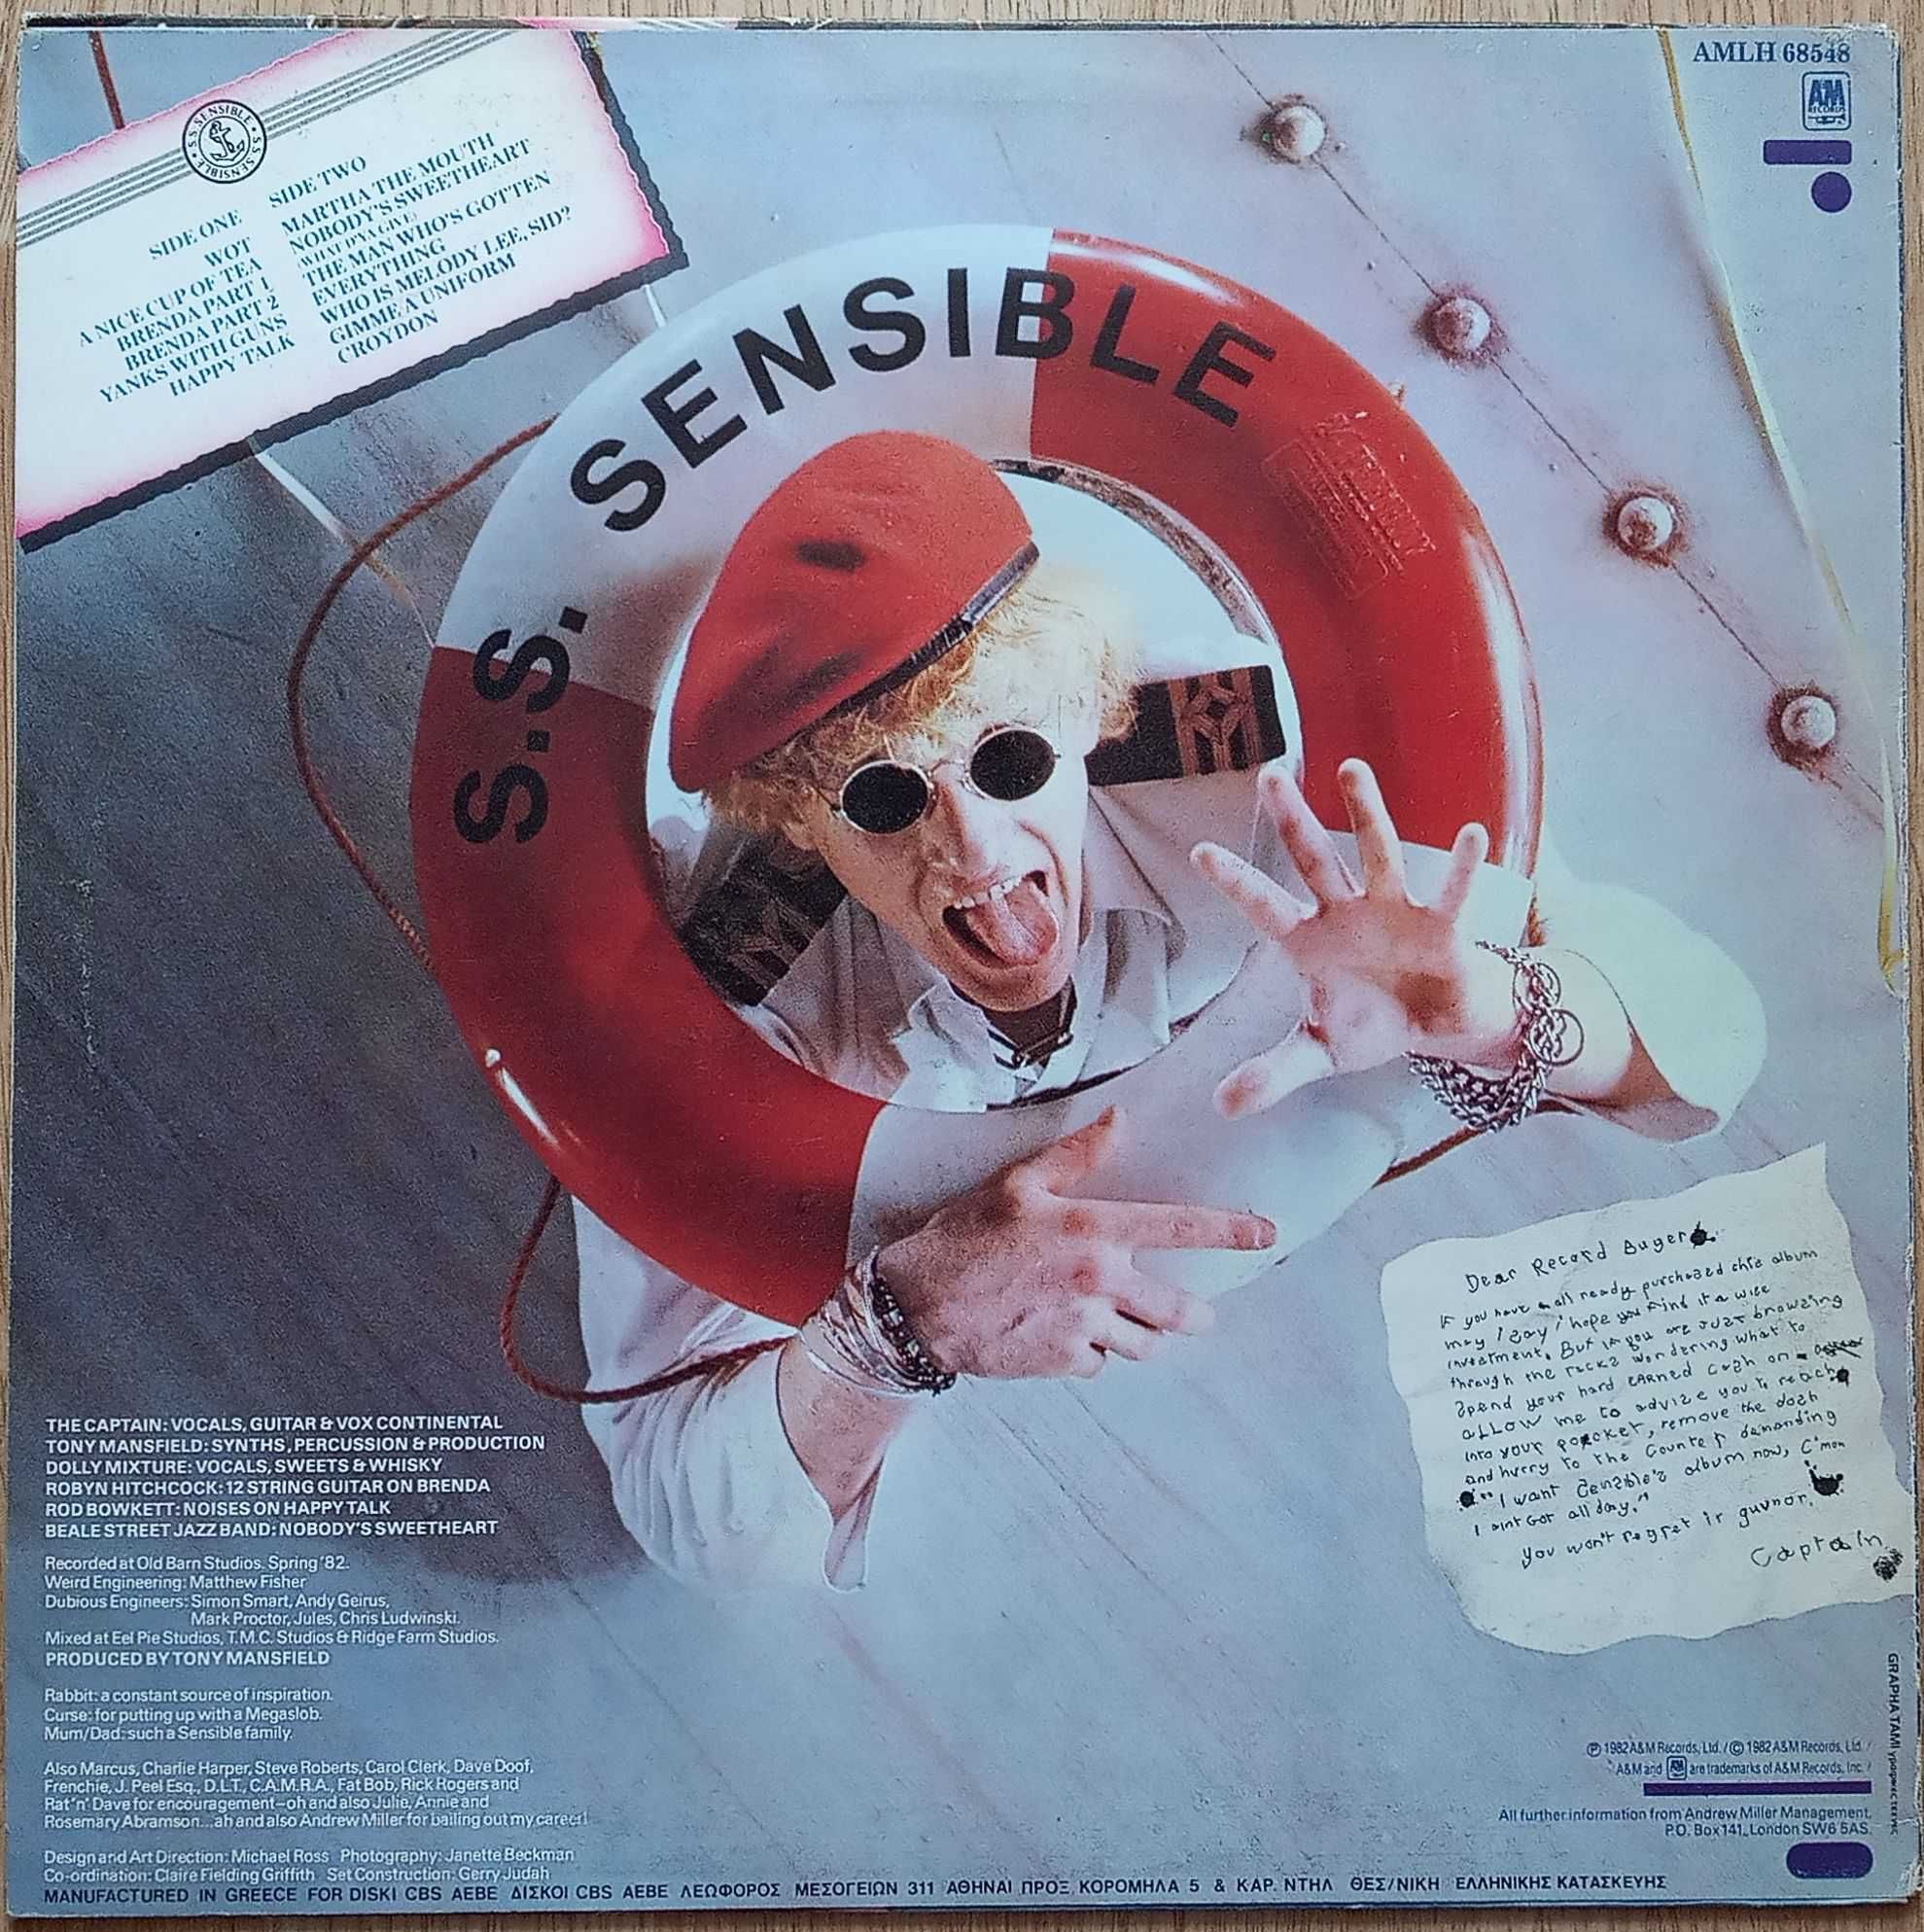 AMLH 68548
A&M
RECORDS
S.S. SENSIBLE • S.S. SENSIBLE •
SIDE ONE
WOT
A NICE CUP OF TEA
BRENDA PART 1
BRENDA PART 2
YANKS WITH GUNS
HAPPY TALK
SIDE TWO
MARTHA THE MOUTH
NOBODY'S SWEETHEART
(WHAT D'YA GIVE)
THE MAN WHO'S GOTTEN
EVERYTHING
WHO IS MELODY LEE, SID?
GIMME A UNIFORM
CROYDON
S.S. SENSIBLE
Dear Record Buyer
If you have all ready purchased this album
may I say i hope you find it a wise
investment. But if you are just browzing
through the racks wondering what to
Spend your hard EARNed cash on
aLLOW me to advize you to reach
into your pocket, remove the dosh
and hurry to the Counter demanding
"I want Senzible's album now, C'mon
I aint Got all day."
You won't regret it guvnor.
Captain
THE CAPTAIN: VOCALS, GUITAR & VOX CONTINENTAL
TONY MANSFIELD: SYNTHS, PERCUSSION & PRODUCTION
DOLLY MIXTURE: VOCALS, SWEETS & WHISKY
ROBYN HITCHCOCK: 12 STRING GUITAR ON BRENDA
ROD BOWKETT: NOISES ON HAPPY TALK
BEALE STREET JAZZ BAND: NOBODY'S SWEETHEART
Recorded at Old Barn Studios. Spring '82.
Weird Engineering: Matthew Fisher
Dubious Engineers: Simon Smart, Andy Geirus,
Mark Proctor, Jules, Chris Ludwinski.
Mixed at Eel Pie Studios, T.M.C. Studios & Ridge Farm Studios.
PRODUCED BY TONY MANSFIELD
Rabbit: a constant source of inspiration.
Curse: for putting up with a Megaslob.
Mum/Dad: such a Sensible family.
Also Marcus, Charlie Harper, Steve Roberts, Carol Clerk, Dave Doof,
Frenchie, J. Peel Esq., D.L.T., C.A.M.R.A., Fat Bob, Rick Rogers and
Rat 'n' Dave for encouragement—oh and also Julie, Annie and
Rosemary Abramson...ah and also Andrew Miller for bailing out my career!
Design and Art Direction: Michael Ross Photography: Janette Beckman
Co-ordination: Claire Fielding Griffith Set Construction: Gerry Judah
℗ 1982 A&M Records, Ltd. / © 1982 A&M Records, Ltd. /
A&M and A&M are trademarks of A&M Records, Inc. /
All further information from Andrew Miller Management,
P.O. Box 141, London SW6 5AS.
GRAPHA TAMI
MANUFACTURED IN GREECE FOR DISKI CBS AEBE ΔΙΣΚΟΙ CBS ΑΕΒΕ ΛΕΩΦΟΡΟΣ ΜΕΣΟΓΕΙΩΝ 311 ΑΘΗΝΑΙ ΠΡΟΞ. ΚΟΡΟΜΗΛΑ 5 & ΚΑΡ. ΝΤΗΛ ΘΕΣ/ΝΙΚΗ ΕΛΛΗΝΙΚΗΣ ΚΑΤΑΣΚΕΥΗΣ